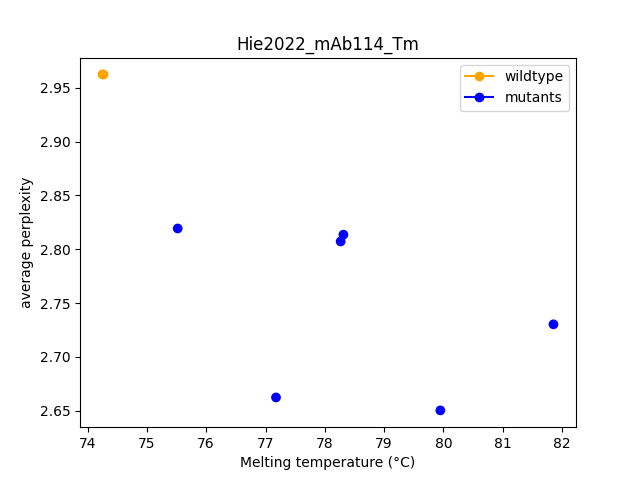 Hie2022_mAb114_Tm
wildtype
mutants
average perplexity
2.95
2.90
2.85
2.80
2.75
2.70
2.65
74 75 76 77 78 79 80 81 82
Melting temperature (°C)